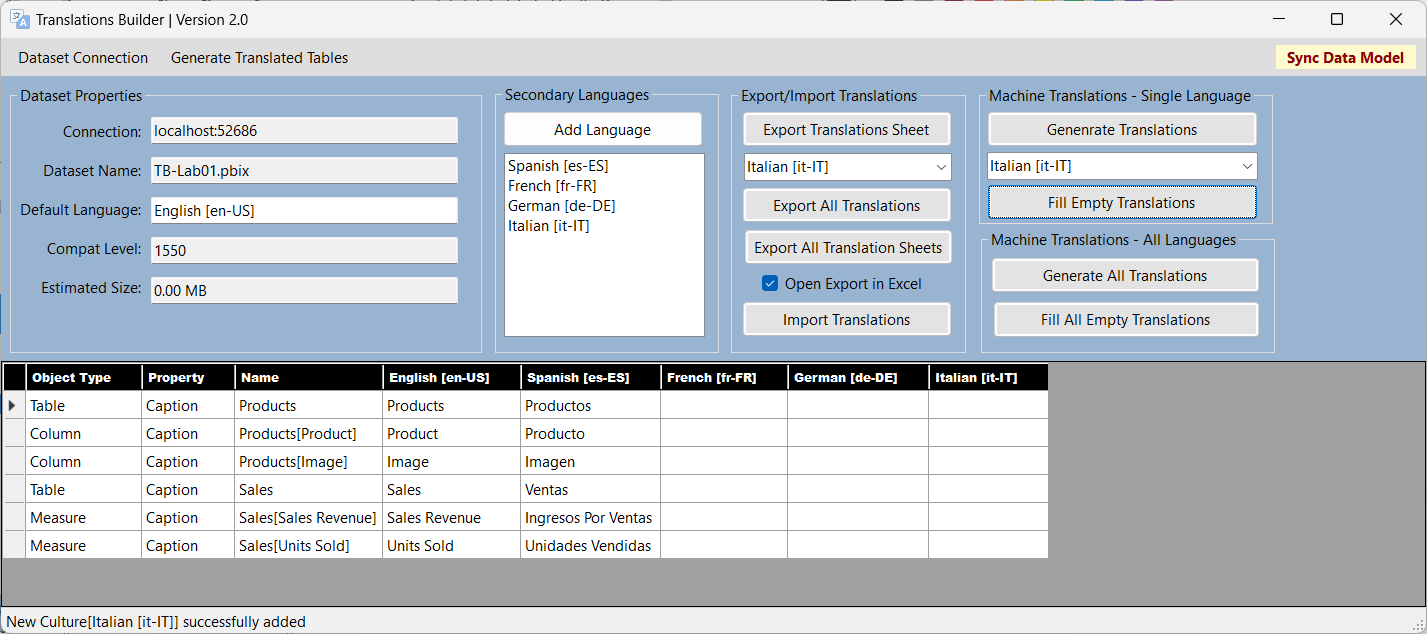 Translations Builder | Version 2.0
Dataset Connection Generate Translated Tables Sync Data Model
Dataset Properties
Connection: localhost:52686
Dataset Name: TB-Lab01.pbix
Default Language: English [en-US]
Compat Level: 1550
Estimated Size: 0.00 MB
Secondary Languages
Add Language
Spanish [es-ES]
French [fr-FR]
German [de-DE]
Italian [it-IT]
Export/Import Translations
Export Translations Sheet
Italian [it-IT]
Export All Translations
Export All Translation Sheets
Open Export in Excel
Import Translations
Machine Translations - Single Language
Genenrate Translations
Italian [it-IT]
Fill Empty Translations
Machine Translations - All Languages
Generate All Translations
Fill All Empty Translations
Object Type Property Name English [en-US] Spanish [es-ES] French [fr-FR] German [de-DE] Italian [it-IT]
Table Caption Products Products Productos
Column Caption Products[Product] Product Producto
Column Caption Products[Image] Image Imagen
Table Caption Sales Sales Ventas
Measure Caption Sales[Sales Revenue] Sales Revenue Ingresos Por Ventas
Measure Caption Sales[Units Sold] Units Sold Unidades Vendidas
New Culture[Italian [it-IT]] successfully added